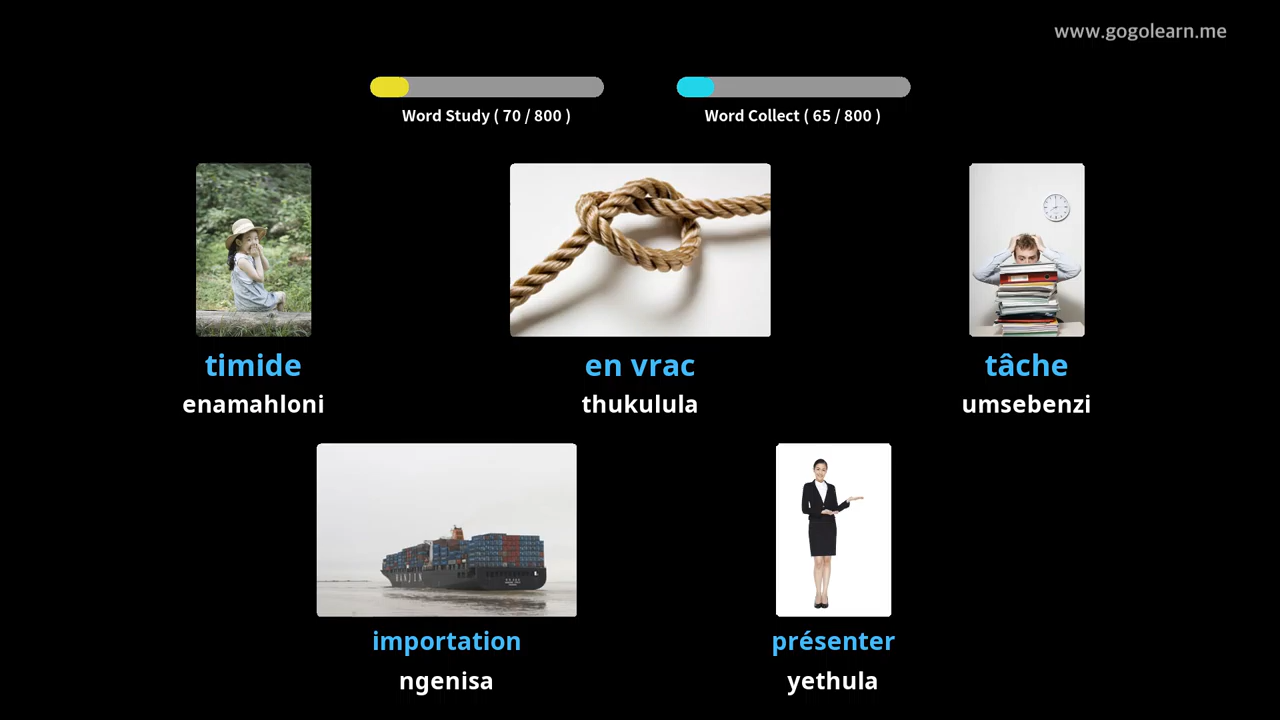 www.gogolearn.me
Word Study ( 70 / 800 )
Word Collect ( 65 / 800 )
timide
enamahloni
en vrac
thukulula
tâche
umsebenzi
HANJIN
importation
ngenisa
présenter
yethula